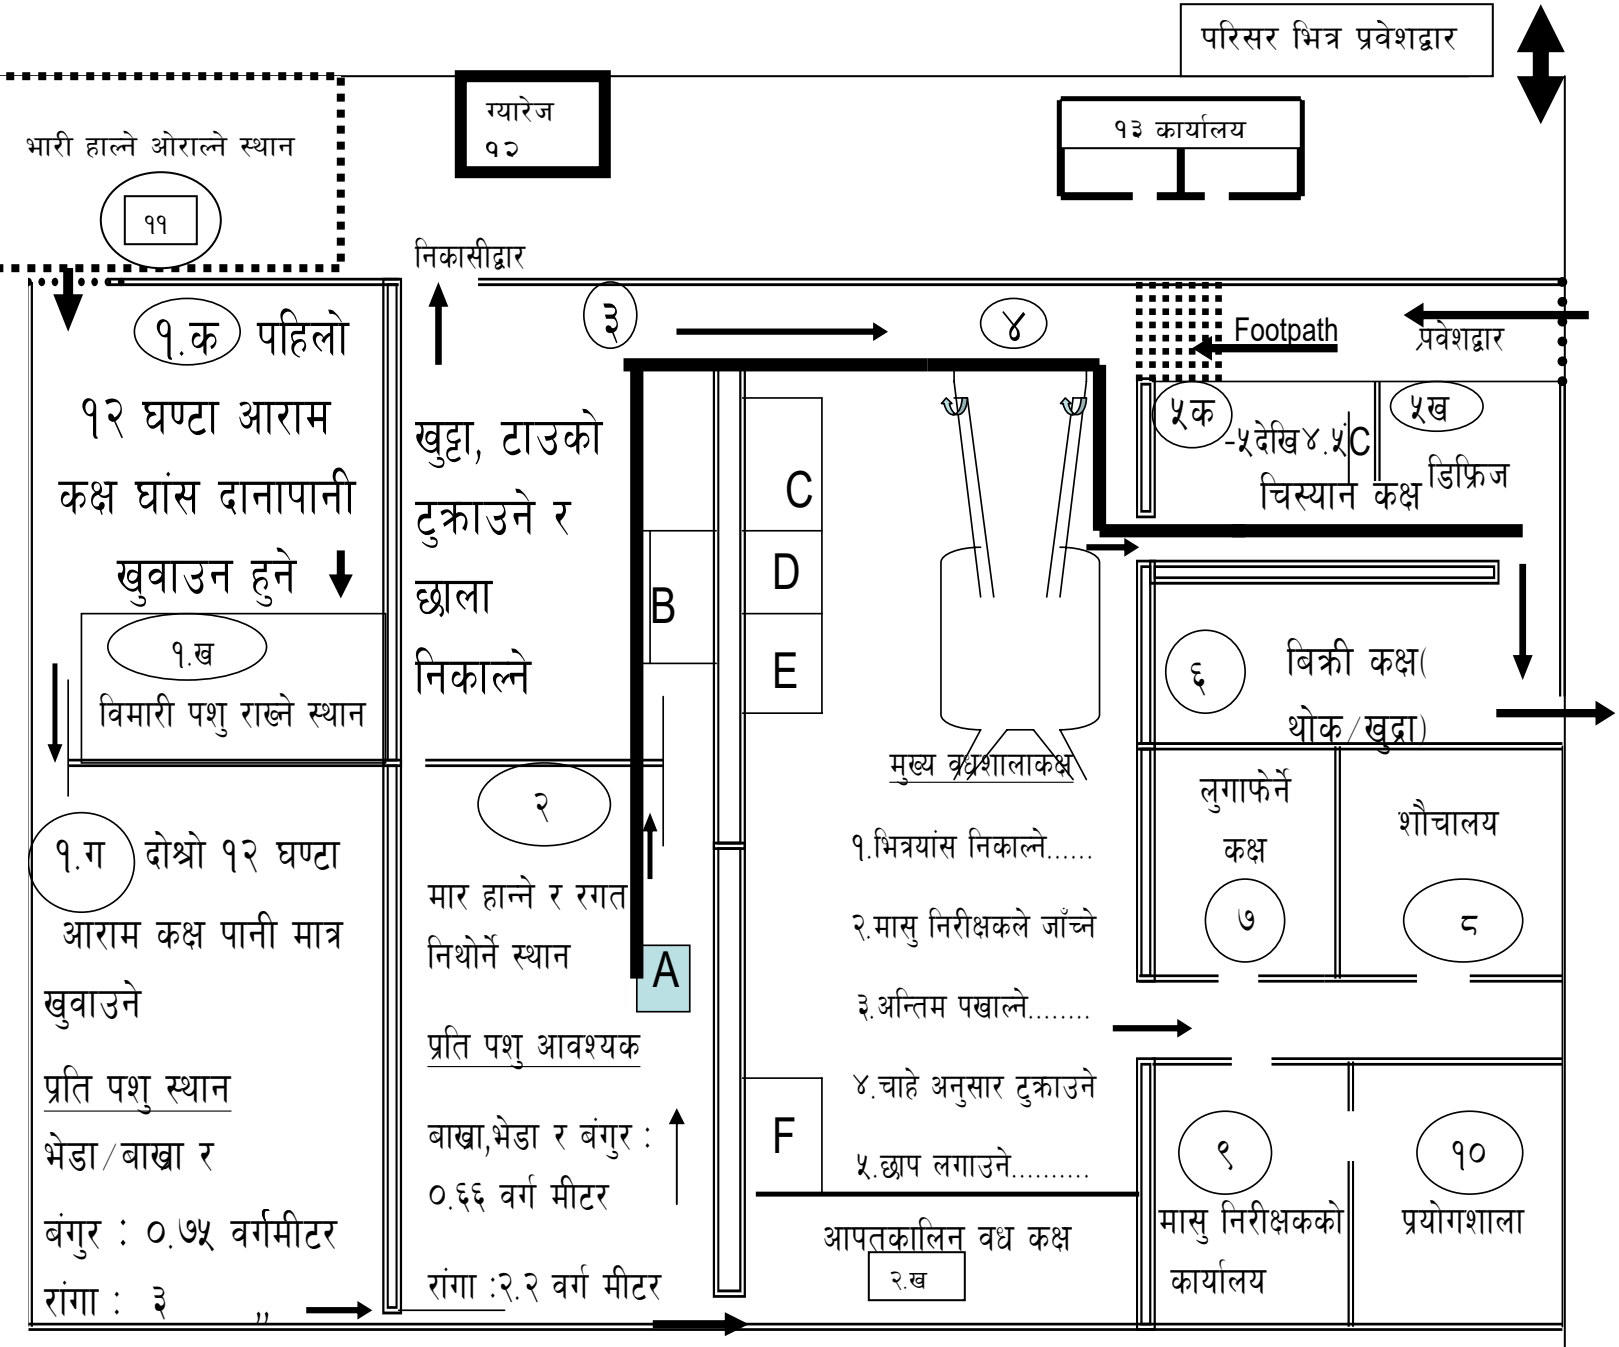 परिसर भित्र प्रवेशद्वार
भारी हाल्ने ओराल्ने स्थान
११
ग्यारेज
१२
१३ कार्यालय
निकासीद्वार
१.क पहिलो
१२ घण्टा आराम
कक्ष घांस दानापानी
खुवाउन हुने
१.ख
विमारी पशु राख्ने स्थान
१.ग दोश्रो १२ घण्टा
आराम कक्ष पानी मात्र
खुवाउने
प्रति पशु स्थान
भेडा/बाख्रा र
बंगुर : ०.७५ वर्गमीटर
रांगा : ३ ,,
३
खुट्टा, टाउको
टुक्राउने र
छाला
निकाल्ने
२
मार हान्ने र रगत
निथोर्ने स्थान
प्रति पशु आवश्यक
बाख्रा,भेडा र बंगुर :
०.६६ वर्ग मीटर
रांगा :२.२ वर्ग मीटर
A
B
C
D
E
F
४
मुख्य वधशालाकक्ष
१.भित्रयांस निकाल्ने......
२.मासु निरीक्षकले जाँच्ने
३.अन्तिम पखाल्ने........
४.चाहे अनुसार टुक्राउने
५.छाप लगाउने..........
आपतकालिन वध कक्ष
२.ख
Footpath
प्रवेशद्वार
५क
-५देखि४.५ंC
चिस्यान कक्ष
५ख
डिफ्रिज
६
बिक्री कक्ष(
थोक/खुद्रा)
लुगाफेर्ने
कक्ष
७
शौचालय
८
९
मासु निरीक्षकको
कार्यालय
१०
प्रयोगशाला